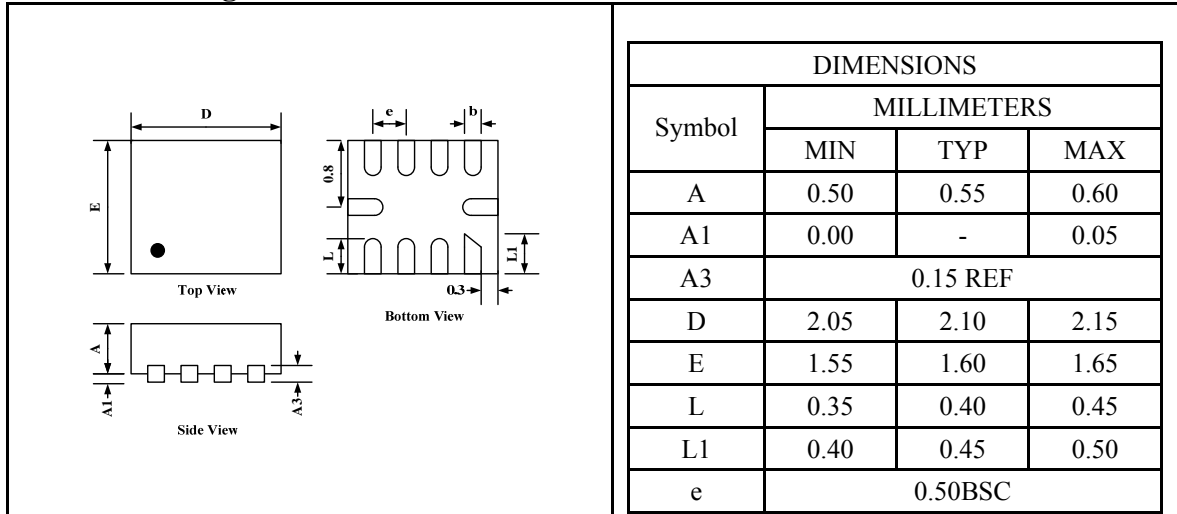 D
E
Top View
A
A1
A3
Side View
e
b
0.8
L
L1
0.3
Bottom View
DIMENSIONS
Symbol MILLIMETERS
MIN TYP MAX
A 0.50 0.55 0.60
A1 0.00 - 0.05
A3 0.15 REF
D 2.05 2.10 2.15
E 1.55 1.60 1.65
L 0.35 0.40 0.45
L1 0.40 0.45 0.50
e 0.50BSC